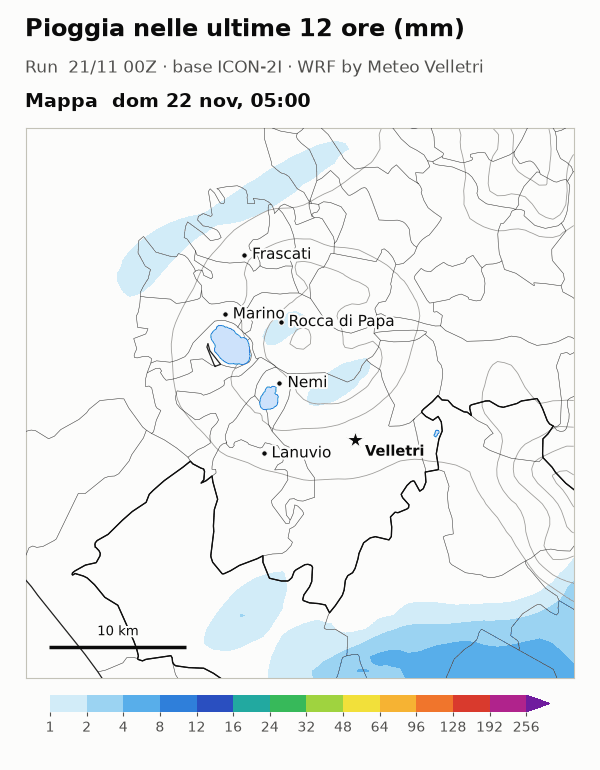 Pioggia nelle ultime 12 ore (mm)
Run  21/11 00Z · base ICON-2I · WRF by Meteo Velletri
Mappa  dom 22 nov, 05:00
Frascati
Marino
Rocca di Papa
Nemi
Velletri
Lanuvio
10 km
1 2 4 8 12 16 24 32 48 64 96 128 192 256